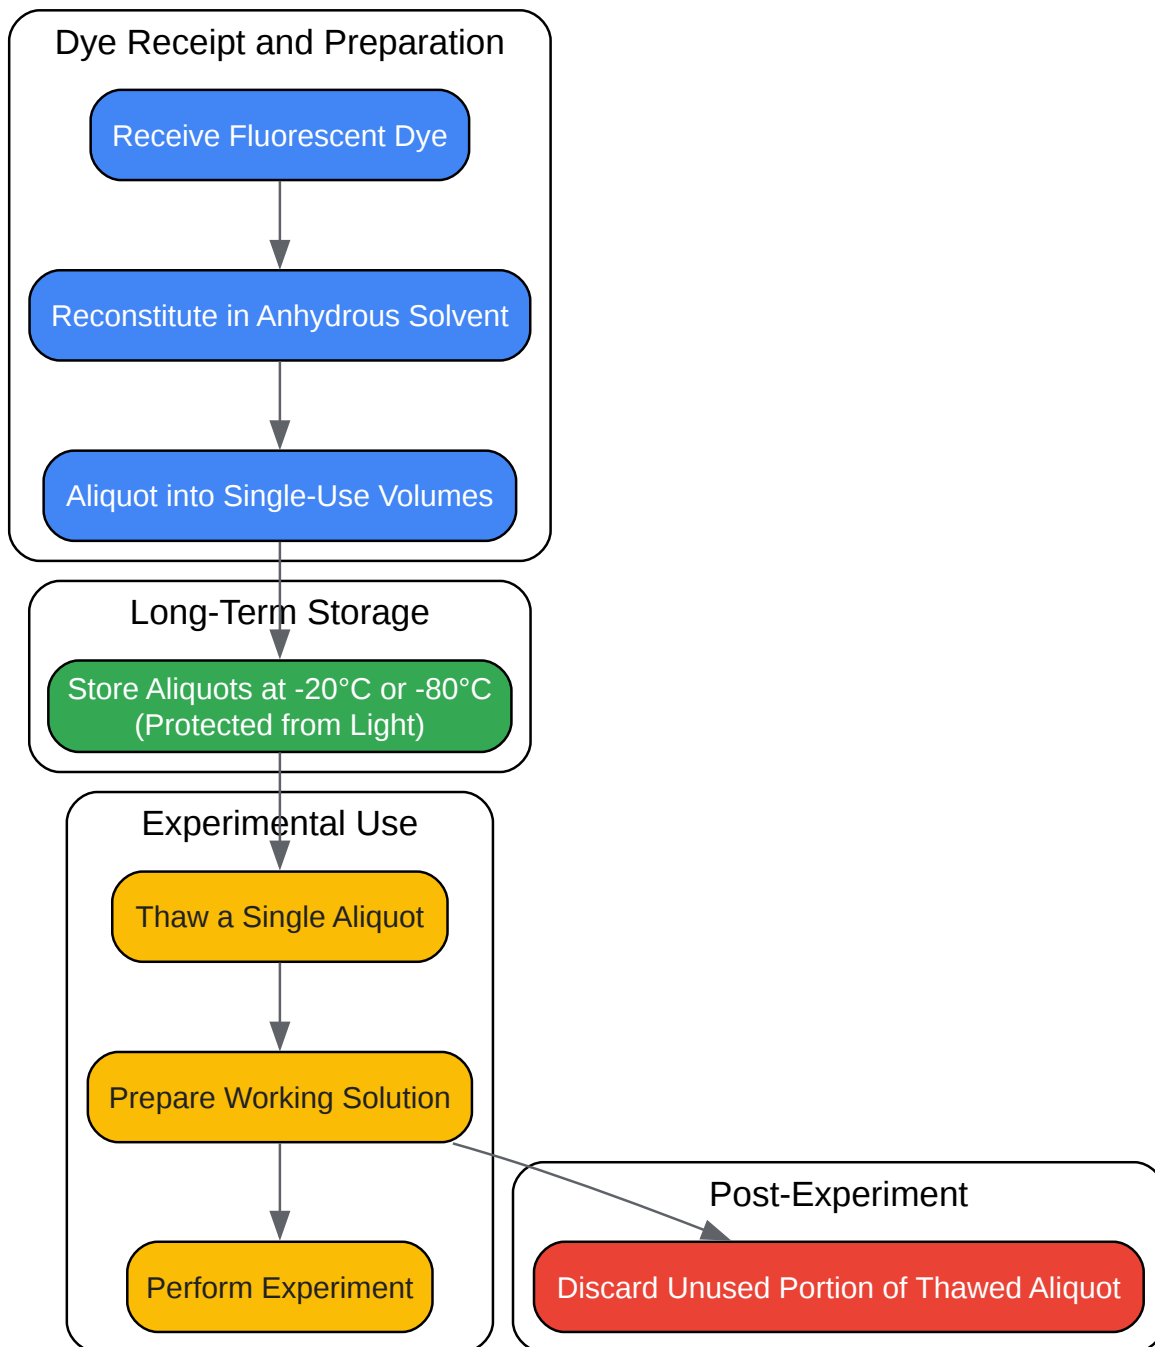 Dye Receipt and Preparation
Receive Fluorescent Dye
Reconstitute in Anhydrous Solvent
Aliquot into Single-Use Volumes
Long-Term Storage
Store Aliquots at -20°C or -80°C
(Protected from Light)
Experimental Use
Thaw a Single Aliquot
Prepare Working Solution
Perform Experiment
Post-Experiment
Discard Unused Portion of Thawed Aliquot